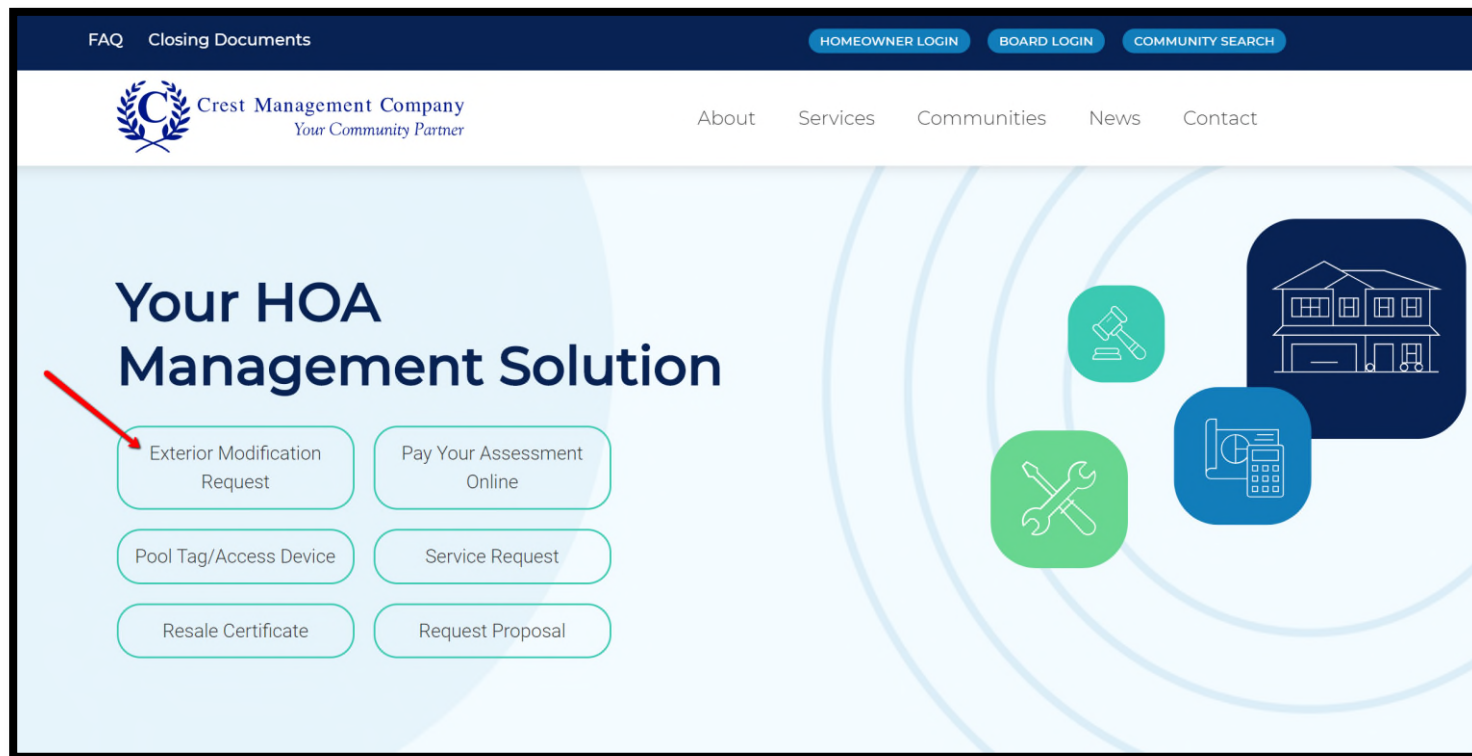 FAQ Closing Documents HOMEOWNER LOGIN BOARD LOGIN COMMUNITY SEARCH
C
Crest Management Company
Your Community Partner
About Services Communities News Contact
Your HOA
Management Solution
Exterior Modification
Request
Pay Your Assessment
Online
Pool Tag/Access Device
Service Request
Resale Certificate
Request Proposal